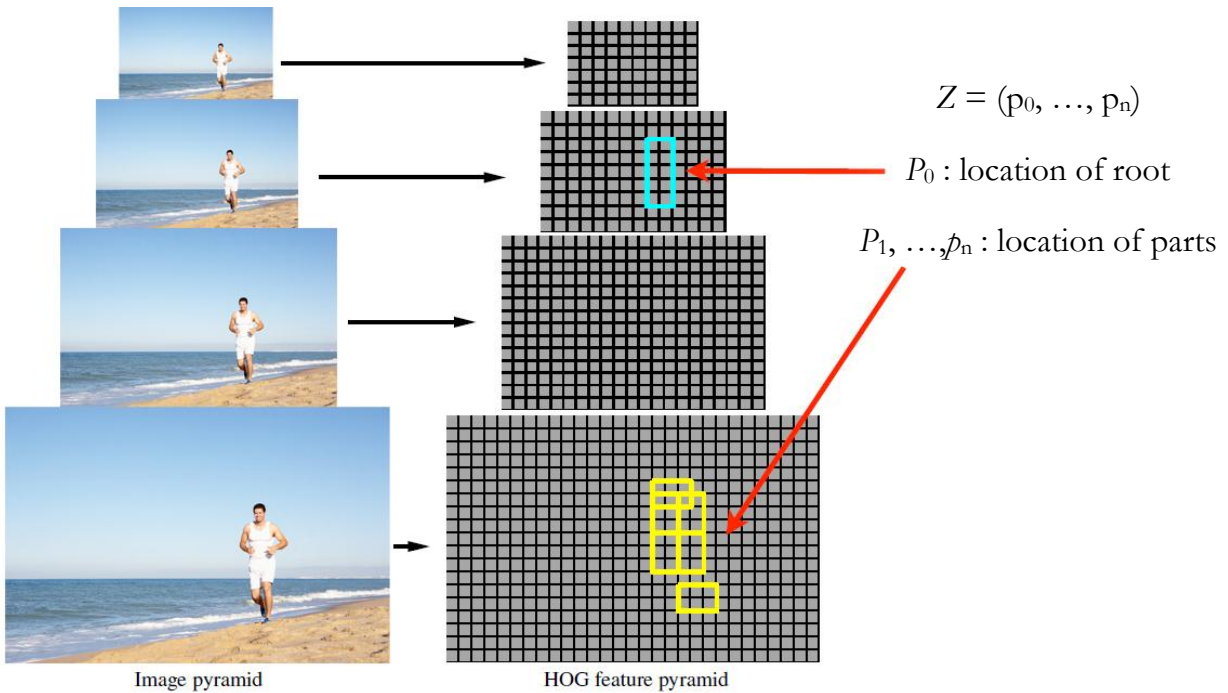 Z = (p₀, …, pₙ)
P₀ : location of root
P₁, …,pₙ : location of parts
Image pyramid
HOG feature pyramid